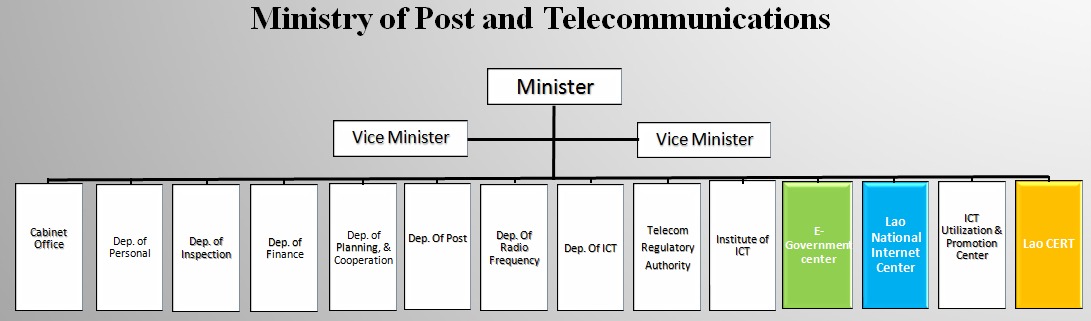 Ministry of Post and Telecommunications
Minister
Vice Minister
Vice Minister
Cabinet
Office
Dep. of
Personal
Dep. of
Inspection
Dep. of
Finance
Dep. of
Planning, &
Cooperation
Dep. Of Post
Dep. Of
Radio
Frequency
Dep. Of ICT
Telecom
Regulatory
Authority
Institute of
ICT
E-
Government
center
Lao
National
Internet
Center
ICT
Utilization &
Promotion
Center
Lao CERT